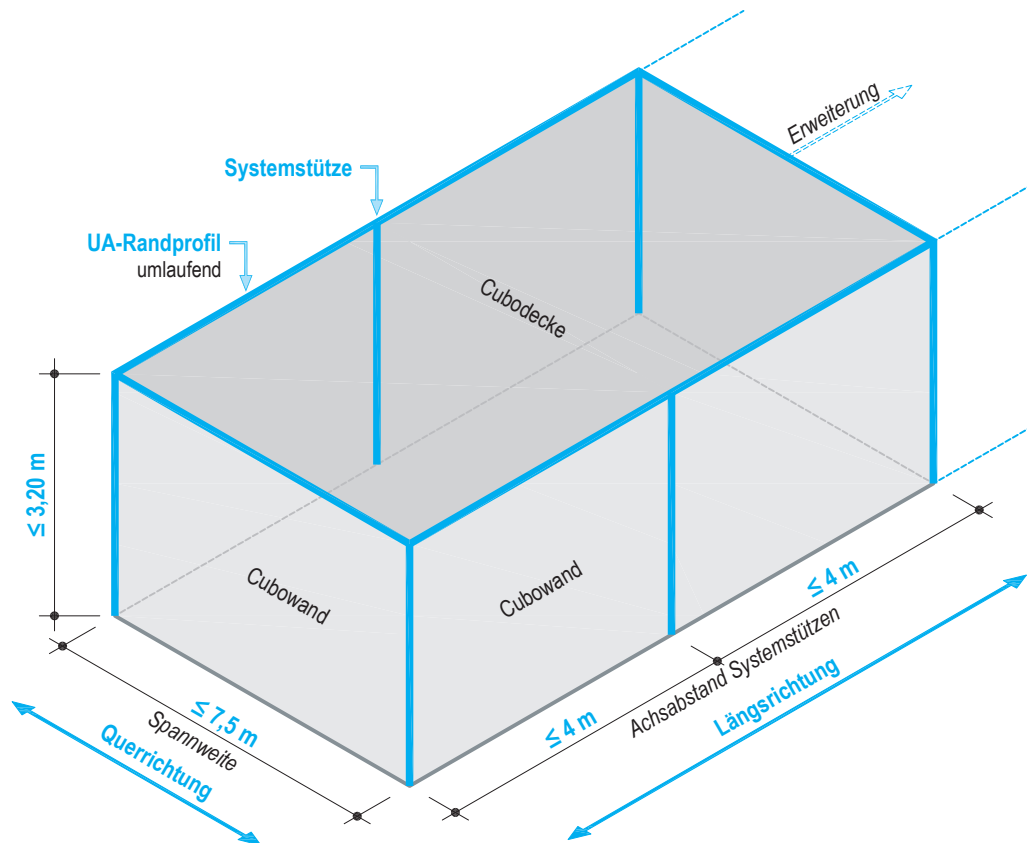 Erweiterung
Systemstütze
UA-Randprofil
umlaufend
Cubodecke
≤ 3,20 m
Cubowand
Cubowand
≤ 4 m
Achsabstand Systemstützen
≤ 4 m
Längsrichtung
≤ 7,5 m
Spannweite
Querrichtung